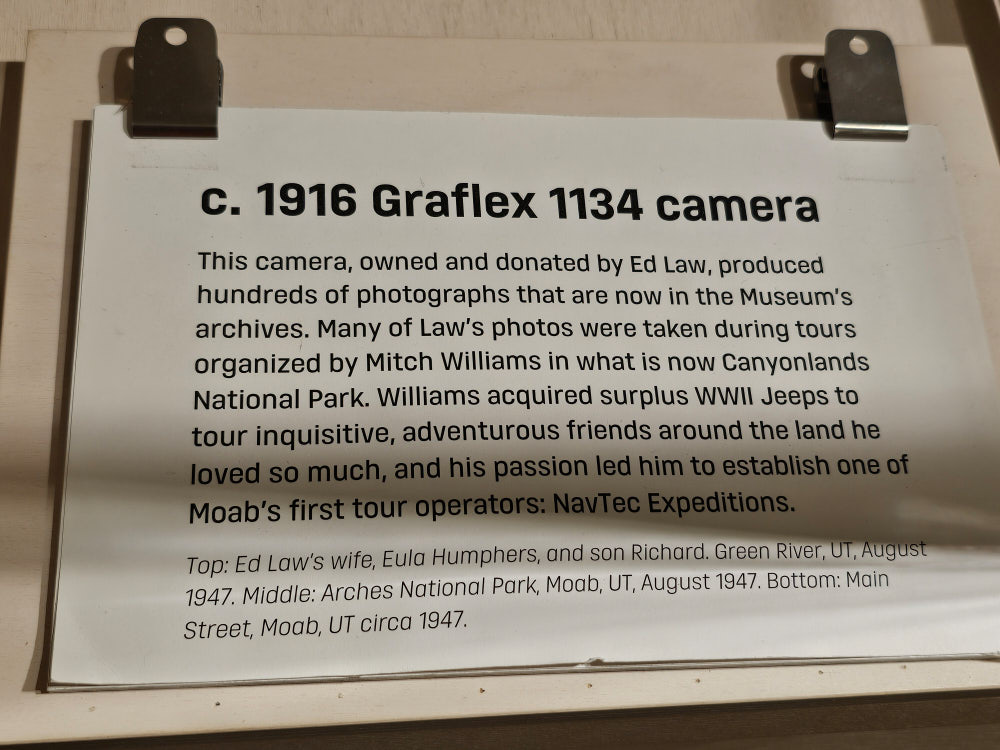 c. 1916 Graflex 1134 camera
This camera, owned and donated by Ed Law, produced
hundreds of photographs that are now in the Museum's
archives. Many of Law's photos were taken during tours
organized by Mitch Williams in what is now Canyonlands
National Park. Williams acquired surplus WWII Jeeps to
tour inquisitive, adventurous friends around the land he
loved so much, and his passion led him to establish one of
Moab's first tour operators: NavTec Expeditions.
Top: Ed Law's wife, Eula Humphers, and son Richard. Green River, UT, August
1947. Middle: Arches National Park, Moab, UT, August 1947. Bottom: Main
Street, Moab, UT circa 1947.